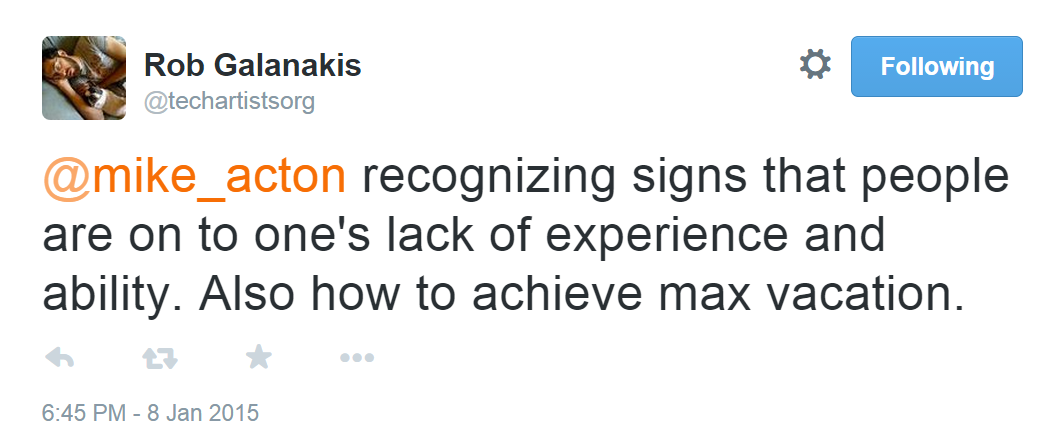 Rob Galanakis
@techartistsorg
Following
@mike_acton recognizing signs that people
are on to one's lack of experience and
ability. Also how to achieve max vacation.
6:45 PM - 8 Jan 2015